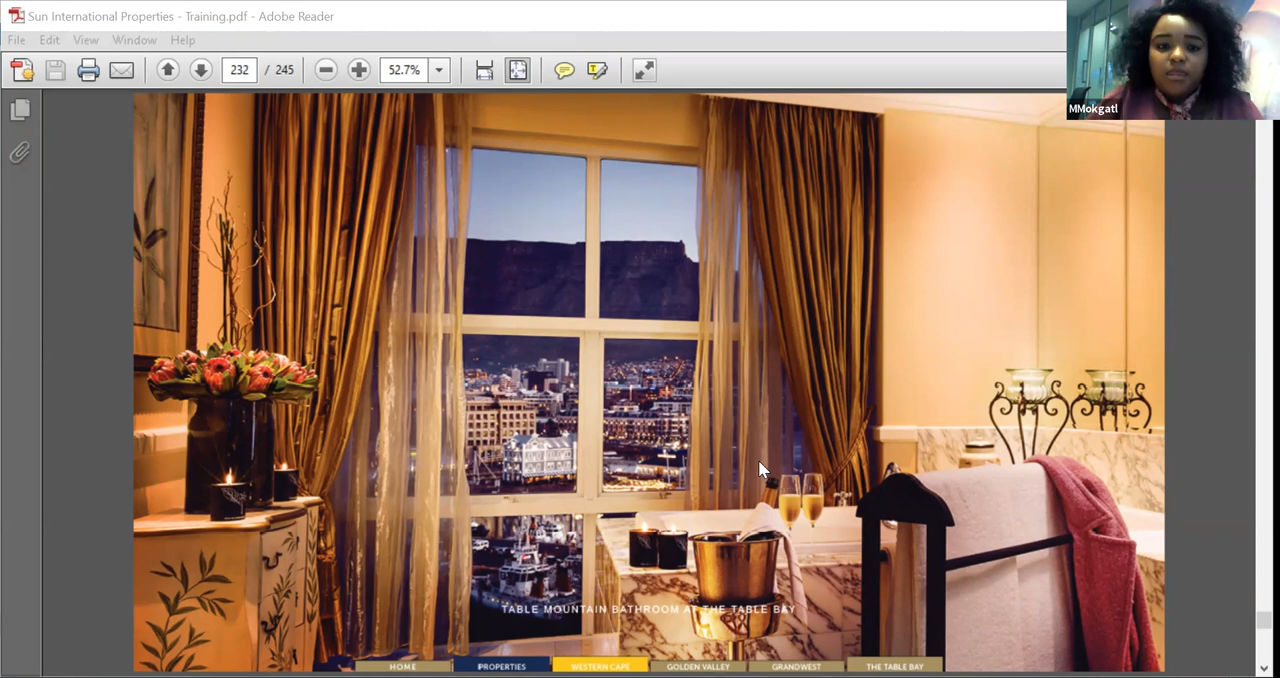 Sun International Properties - Training.pdf - Adobe Reader
File Edit View Window Help
232 / 245 52.7%
MMokgatl
TABLE MOUNTAIN BATHROOM AT THE TABLE BAY
HOME PROPERTIES WESTERN CAPE GOLDEN VALLEY GRANDWEST THE TABLE BAY